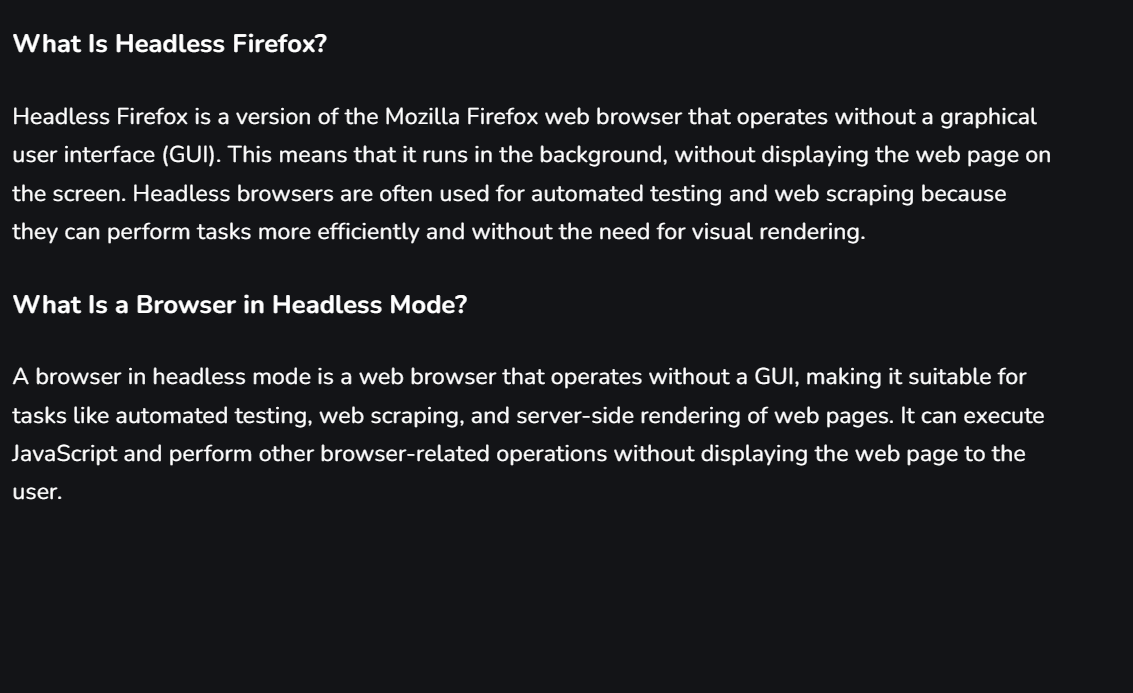 What Is Headless Firefox?
Headless Firefox is a version of the Mozilla Firefox web browser that operates without a graphical
user interface (GUI). This means that it runs in the background, without displaying the web page on
the screen. Headless browsers are often used for automated testing and web scraping because
they can perform tasks more efficiently and without the need for visual rendering.
What Is a Browser in Headless Mode?
A browser in headless mode is a web browser that operates without a GUI, making it suitable for
tasks like automated testing, web scraping, and server-side rendering of web pages. It can execute
JavaScript and perform other browser-related operations without displaying the web page to the
user.